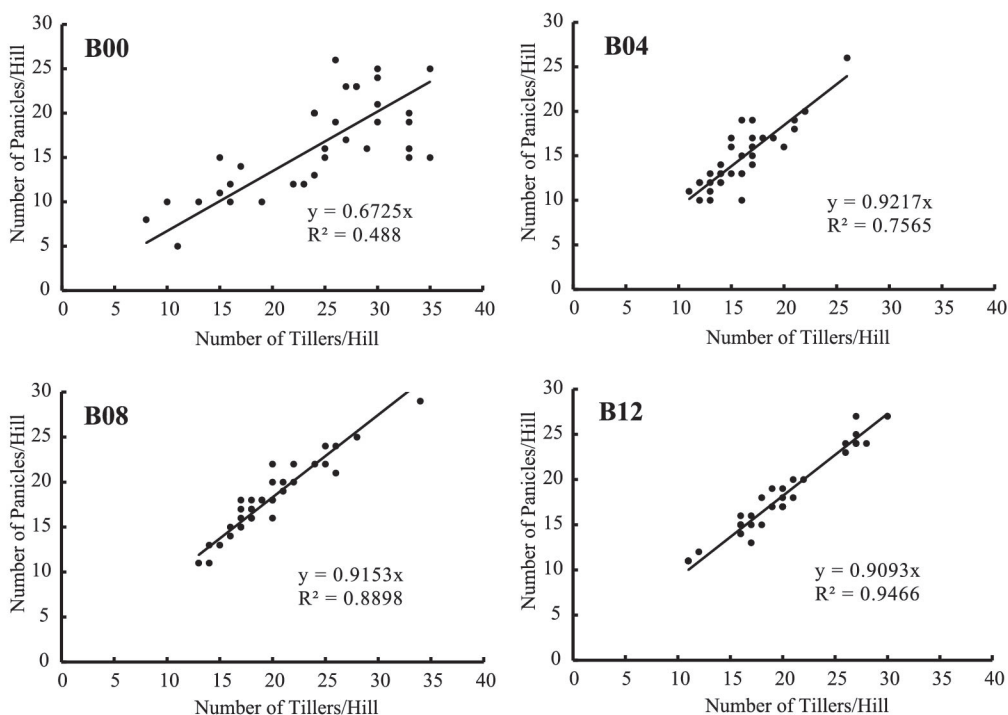 B00
Number of Panicles/Hill
30
25
20
15
10
5
0
y = 0.6725x
R² = 0.488
0 5 10 15 20 25 30 35 40
Number of Tillers/Hill
B04
Number of Panicles/Hill
30
25
20
15
10
5
0
y = 0.9217x
R² = 0.7565
0 5 10 15 20 25 30 35 40
Number of Tillers/Hill
B08
Number of Panicles/Hill
30
25
20
15
10
5
0
y = 0.9153x
R² = 0.8898
0 5 10 15 20 25 30 35 40
Number of Tillers/Hill
B12
Number of Panicles/Hill
30
25
20
15
10
5
0
y = 0.9093x
R² = 0.9466
0 5 10 15 20 25 30 35 40
Number of Tillers/Hill